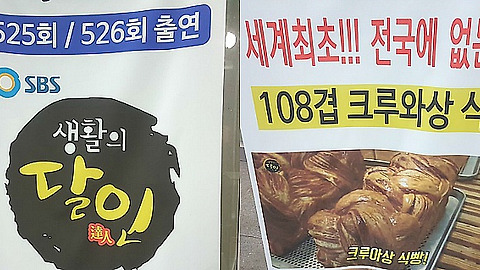 525회 / 526회 출연
SBS
생활의
달인
達人
세계최초!!! 전국에 없는
108겹 크루와상 식
크루아상 식빵!